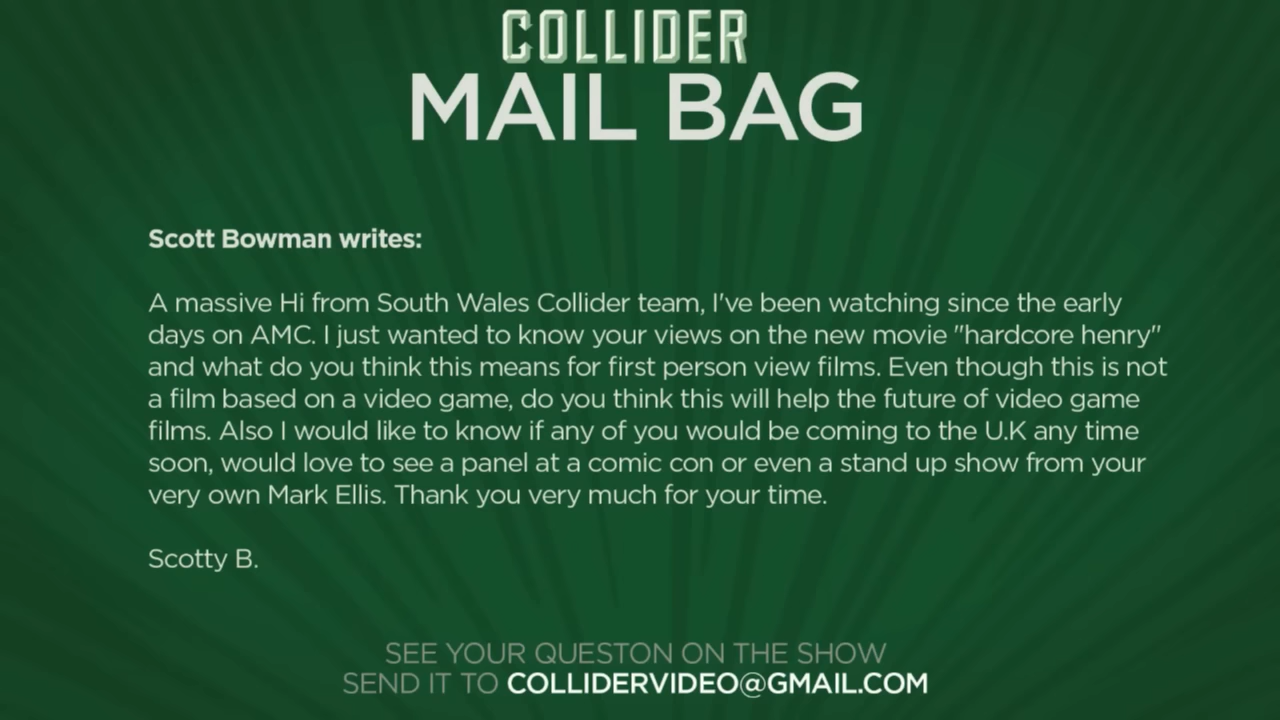 COLLIDER
MAIL BAG
Scott Bowman writes:
A massive Hi from South Wales Collider team, I've been watching since the early
days on AMC. I just wanted to know your views on the new movie "hardcore henry"
and what do you think this means for first person view films. Even though this is not
a film based on a video game, do you think this will help the future of video game
films. Also I would like to know if any of you would be coming to the U.K any time
soon, would love to see a panel at a comic con or even a stand up show from your
very own Mark Ellis. Thank you very much for your time.
Scotty B.
SEE YOUR QUESTON ON THE SHOW
SEND IT TO COLLIDERVIDEO@GMAIL.COM